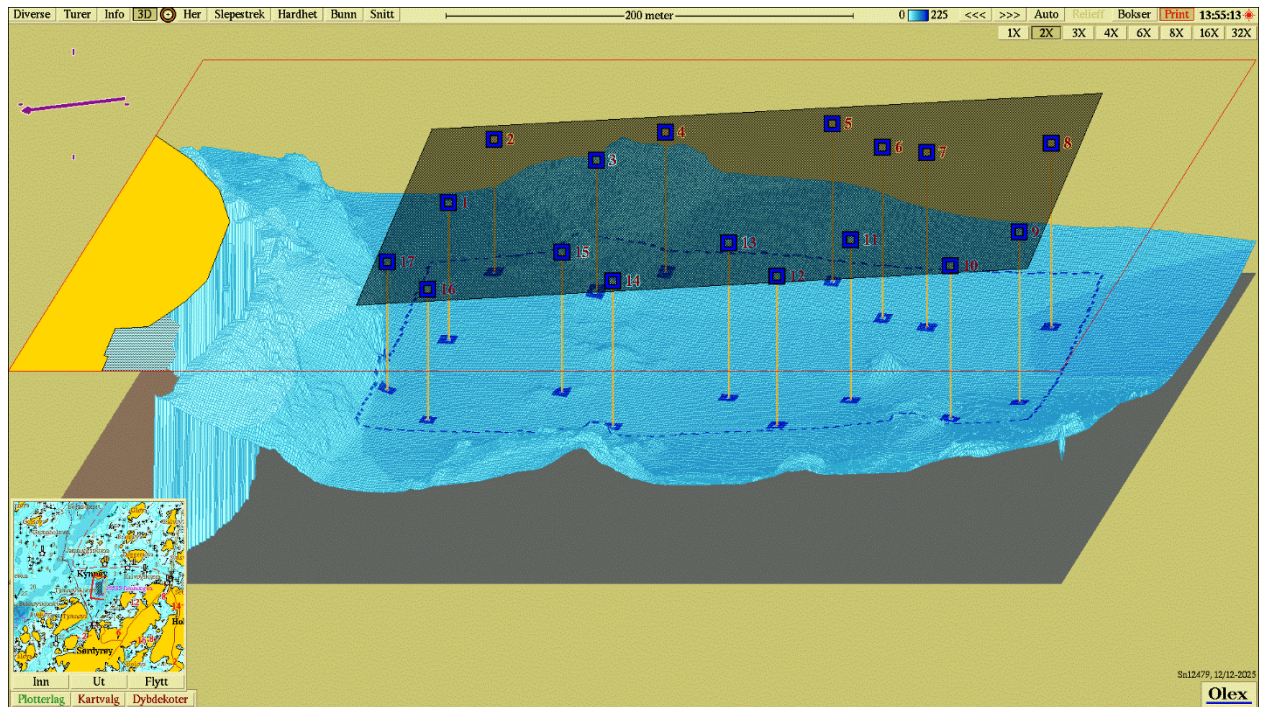 Diverse Turer Info 3D Her Slepestrek Hardhet Bunn Snitt 200 meter 0 225 <<< >>> Auto Relieff Bokser Print 13:55:13
1X 2X 3X 4X 6X 8X 16X 32X
5
4
2
8
6
7
3
1
9
11
13
15
17
10
12
14
16
Kynnøy
Sørdyrøy
Inn Ut Flytt
Plotterlag Kartvalg Dybdekoter
Sn12479, 12/12-2025
Olex